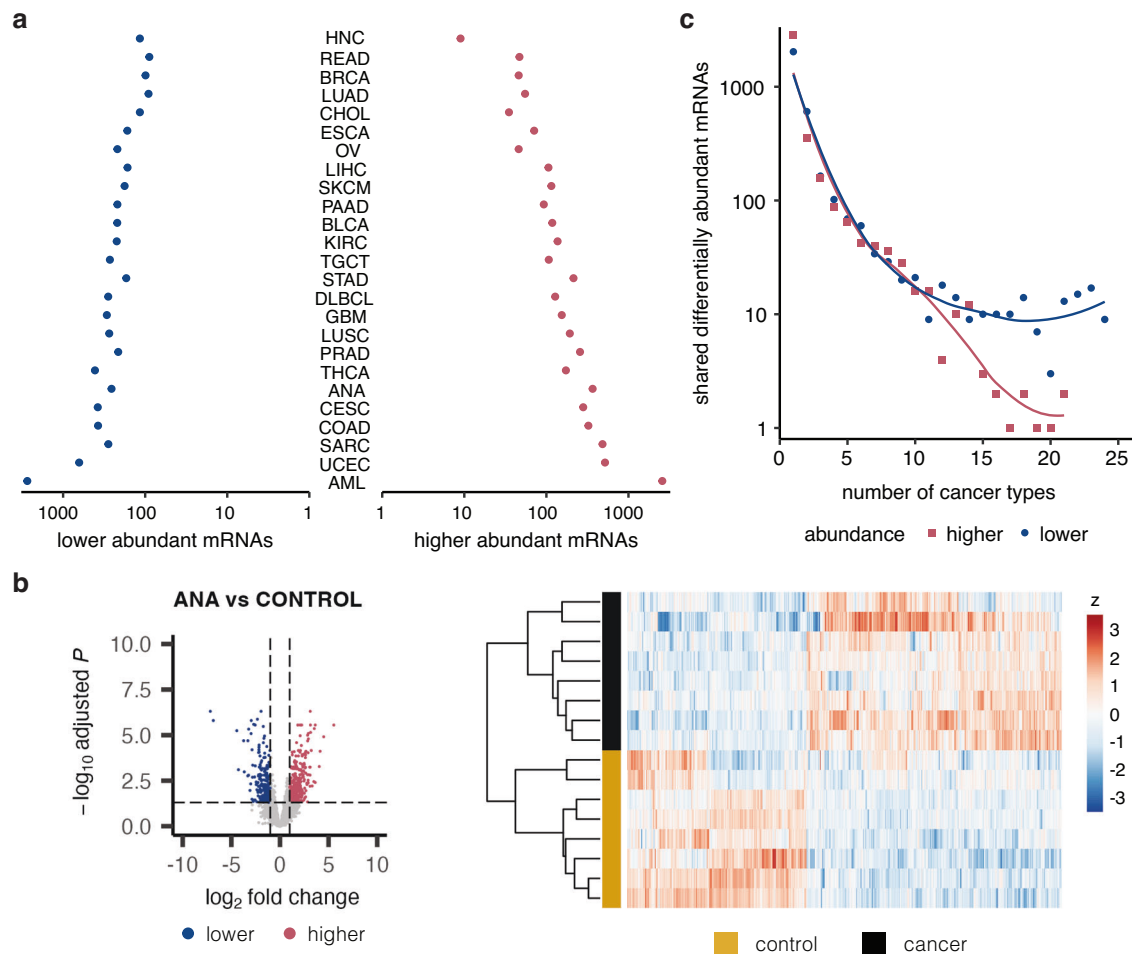 a
HNC
READ
BRCA
LUAD
CHOL
ESCA
OV
LIHC
SKCM
PAAD
BLCA
KIRC
TGCT
STAD
DLBCL
GBM
LUSC
PRAD
THCA
ANA
CESC
COAD
SARC
UCEC
AML
1000 100 10 1
lower abundant mRNAs
1 10 100 1000
higher abundant mRNAs
c
shared differentially abundant mRNAs
1000
100
10
1
0 5 10 15 20 25
number of cancer types
abundance higher lower
b
ANA vs CONTROL
−log10 adjusted P
10.0
7.5
5.0
2.5
0.0
-10 -5 0 5 10
log2 fold change
lower higher
z
3
2
1
0
-1
-2
-3
control cancer